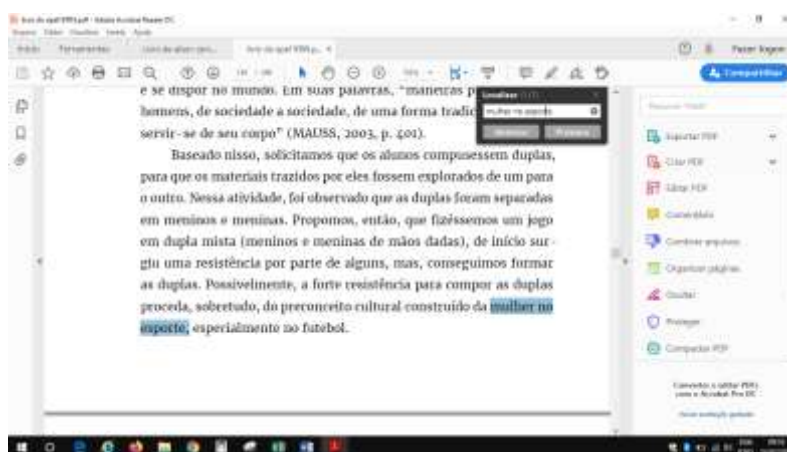 Início Ferramentas
Fazer logon
Compartilhar
Localizar
mulher no esporte
Exportar PDF
Criar PDF
Editar PDF
Comentário
Combinar arquivos
Organizar páginas
Ocultar
Proteger
Compactar PDF
e se dispor no mundo. Em suas palavras, "maneiras p
homens, de sociedade a sociedade, de uma forma tradic
servir-se de seu corpo" (MAUSS, 2003, p. 401).
Baseado nisso, solicitamos que os alunos compusessem duplas,
para que os materiais trazidos por eles fossem explorados de um para
o outro. Nessa atividade, foi observado que as duplas foram separadas
em meninos e meninas. Propomos, então, que fizéssemos um jogo
em dupla mista (meninos e meninas de mãos dadas), de início sur-
giu uma resistência por parte de alguns, mas, conseguimos formar
as duplas. Possivelmente, a forte resistência para compor as duplas
proceda, sobretudo, do preconceito cultural construído da mulher no
esporte, especialmente no futebol.